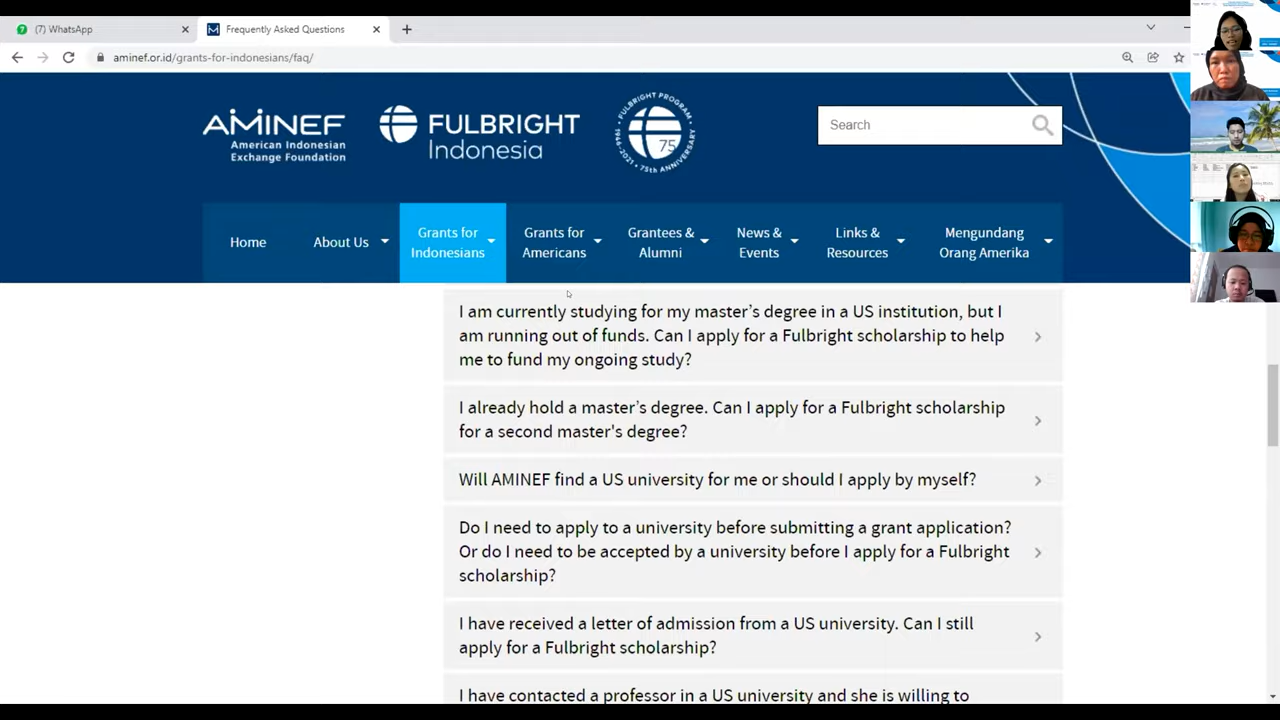 (7) WhatsApp
Frequently Asked Questions
aminef.or.id/grants-for-indonesians/faq/
AMINEF
American Indonesian
Exchange Foundation
FULBRIGHT
Indonesia
FULBRIGHT PROGRAM
75
1946-2021 • 75th ANNIVERSARY
Search
Home
About Us
Grants for
Indonesians
Grants for
Americans
Grantees &
Alumni
News &
Events
Links &
Resources
Mengundang
Orang Amerika
I am currently studying for my master’s degree in a US institution, but I
am running out of funds. Can I apply for a Fulbright scholarship to help
me to fund my ongoing study?
I already hold a master’s degree. Can I apply for a Fulbright scholarship
for a second master's degree?
Will AMINEF find a US university for me or should I apply by myself?
Do I need to apply to a university before submitting a grant application?
Or do I need to be accepted by a university before I apply for a Fulbright
scholarship?
I have received a letter of admission from a US university. Can I still
apply for a Fulbright scholarship?
I have contacted a professor in a US university and she is willing to